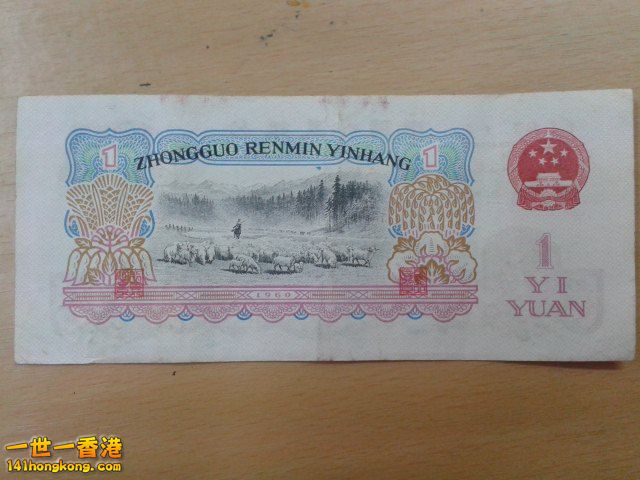 ZHONGGUO RENMIN YINHANG
1
1
1960
1
YI
YUAN
一世一香港
141hongkong.com